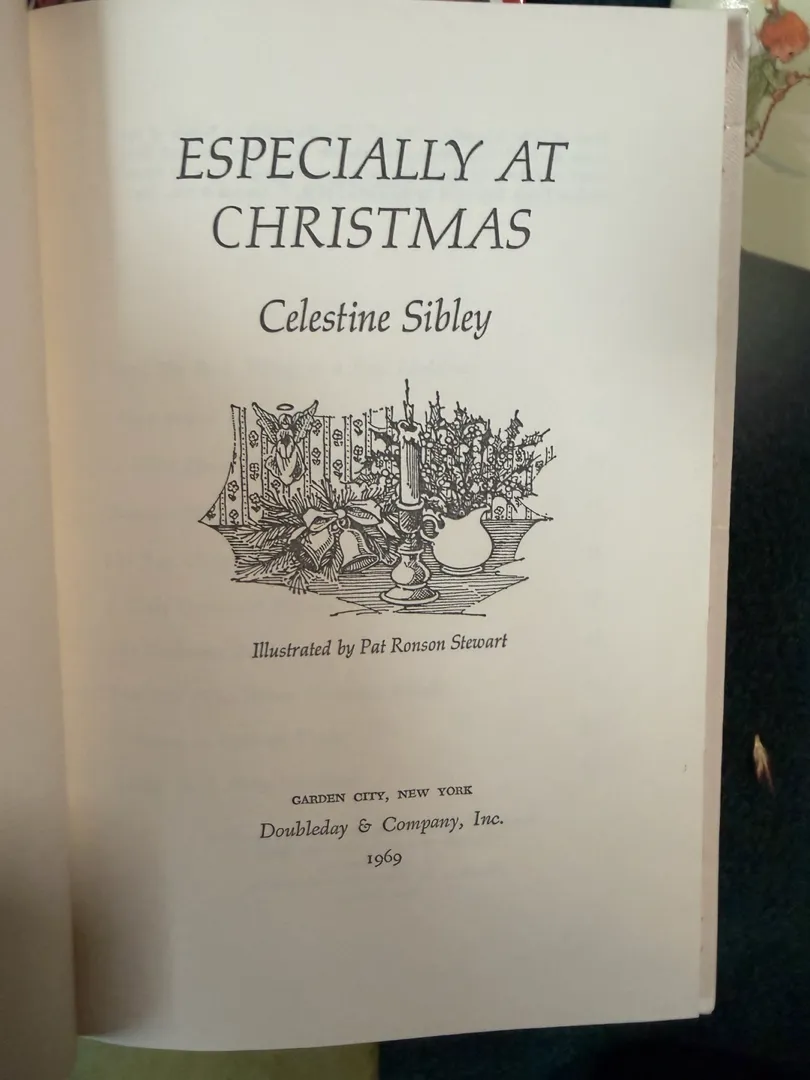 ESPECIALLY AT
CHRISTMAS
Celestine Sibley
Illustrated by Pat Ronson Stewart
GARDEN CITY, NEW YORK
Doubleday & Company, Inc.
1969